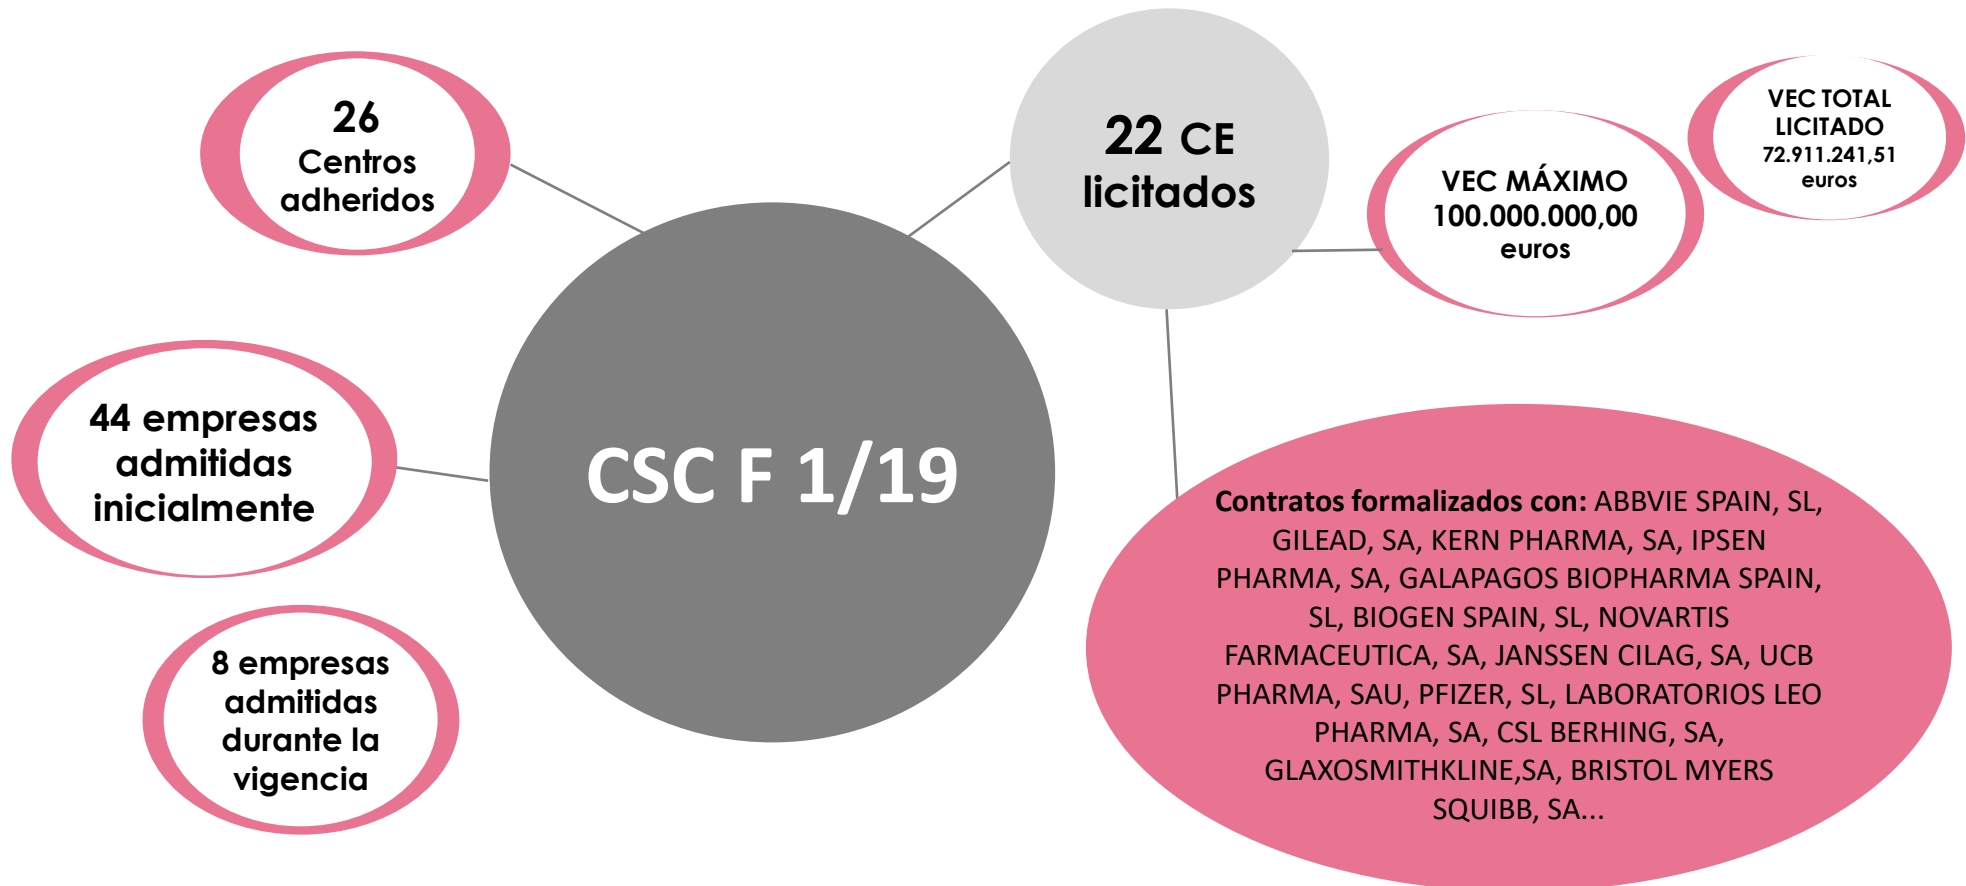 26
Centros
adheridos
44 empresas
admitidas
inicialmente
8 empresas
admitidas
durante la
vigencia
CSC F 1/19
22 CE
licitados
VEC MÁXIMO
100.000.000,00
euros
VEC TOTAL
LICITADO
72.911.241,51
euros
Contratos formalizados con: ABBVIE SPAIN, SL,
GILEAD, SA, KERN PHARMA, SA, IPSEN
PHARMA, SA, GALAPAGOS BIOPHARMA SPAIN,
SL, BIOGEN SPAIN, SL, NOVARTIS
FARMACEUTICA, SA, JANSSEN CILAG, SA, UCB
PHARMA, SAU, PFIZER, SL, LABORATORIOS LEO
PHARMA, SA, CSL BERHING, SA,
GLAXOSMITHKLINE,SA, BRISTOL MYERS
SQUIBB, SA...